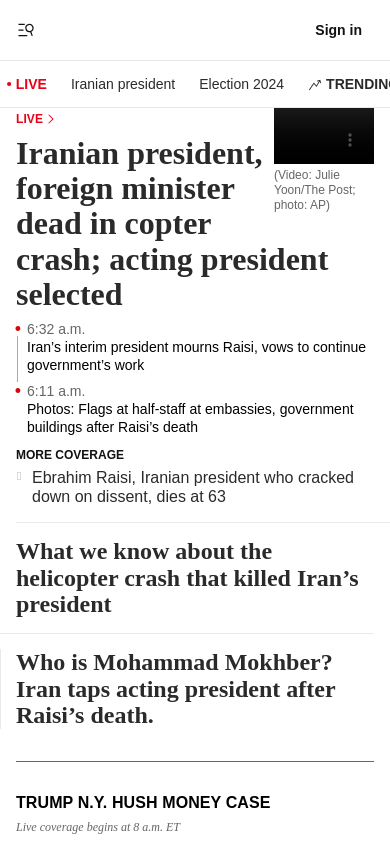 Sign in
• LIVE Iranian president Election 2024 TRENDING
LIVE
Iranian president,
foreign minister
dead in copter
crash; acting president
selected
(Video: Julie
Yoon/The Post;
photo: AP)
6:32 a.m.
Iran’s interim president mourns Raisi, vows to continue
government’s work
6:11 a.m.
Photos: Flags at half-staff at embassies, government
buildings after Raisi’s death
MORE COVERAGE
Ebrahim Raisi, Iranian president who cracked
down on dissent, dies at 63
What we know about the
helicopter crash that killed Iran’s
president
Who is Mohammad Mokhber?
Iran taps acting president after
Raisi’s death.
TRUMP N.Y. HUSH MONEY CASE
Live coverage begins at 8 a.m. ET